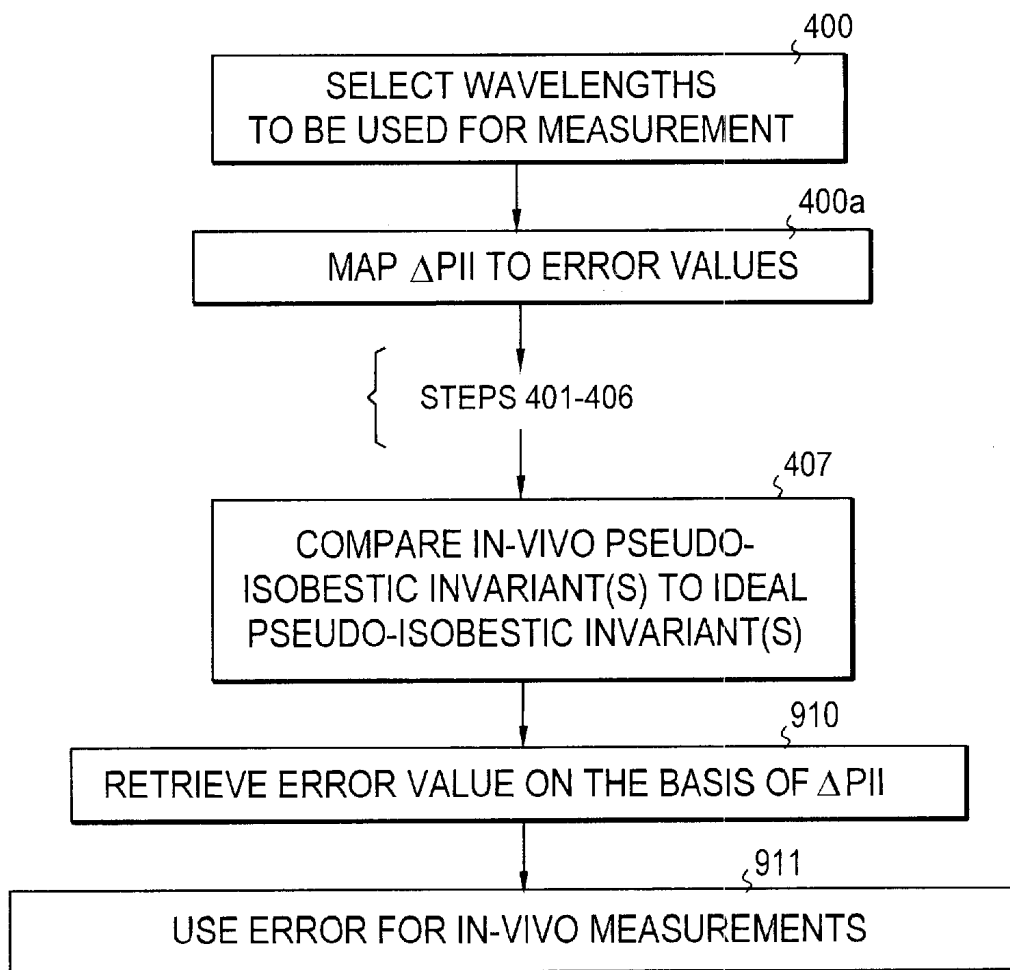 400
SELECT WAVELENGTHS
TO BE USED FOR MEASUREMENT
400a
MAP ΔPII TO ERROR VALUES
STEPS 401-406
407
COMPARE IN-VIVO PSEUDO-
ISOBESTIC INVARIANT(S) TO IDEAL
PSEUDO-ISOBESTIC INVARIANT(S)
910
RETRIEVE ERROR VALUE ON THE BASIS OF ΔPII
911
USE ERROR FOR IN-VIVO MEASUREMENTS